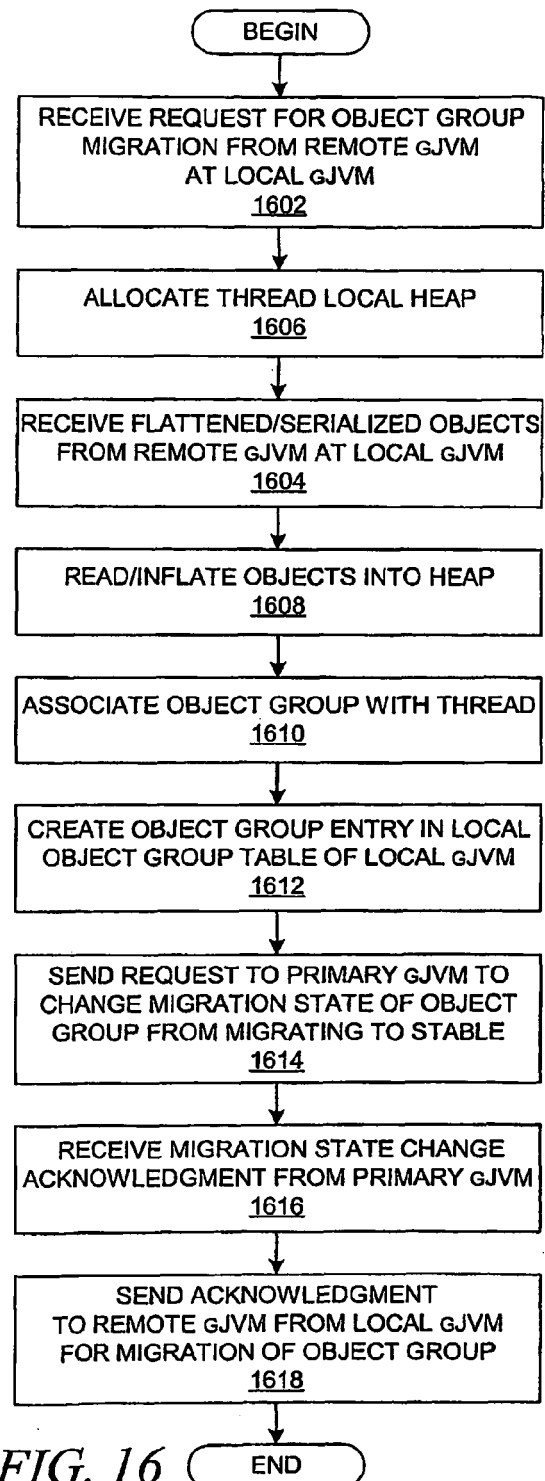 BEGIN
RECEIVE REQUEST FOR OBJECT GROUP
MIGRATION FROM REMOTE GJVM
AT LOCAL GJVM
1602
ALLOCATE THREAD LOCAL HEAP
1606
RECEIVE FLATTENED/SERIALIZED OBJECTS
FROM REMOTE GJVM AT LOCAL GJVM
1604
READ/INFLATE OBJECTS INTO HEAP
1608
ASSOCIATE OBJECT GROUP WITH THREAD
1610
CREATE OBJECT GROUP ENTRY IN LOCAL
OBJECT GROUP TABLE OF LOCAL GJVM
1612
SEND REQUEST TO PRIMARY GJVM TO
CHANGE MIGRATION STATE OF OBJECT
GROUP FROM MIGRATING TO STABLE
1614
RECEIVE MIGRATION STATE CHANGE
ACKNOWLEDGMENT FROM PRIMARY GJVM
1616
SEND ACKNOWLEDGMENT
TO REMOTE GJVM FROM LOCAL GJVM
FOR MIGRATION OF OBJECT GROUP
1618
END
FIG. 16